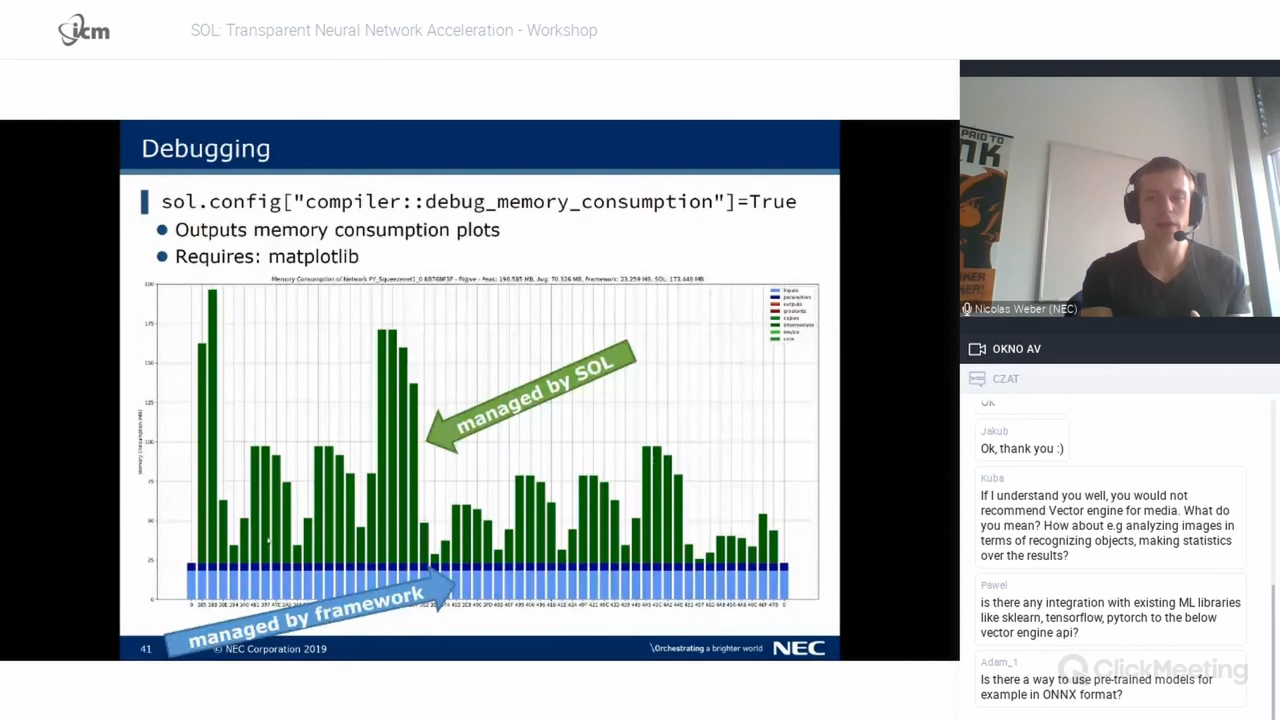 icm
SOL: Transparent Neural Network Acceleration - Workshop
Debugging
sol.config["compiler::debug_memory_consumption"]=True
Outputs memory consumption plots
Requires: matplotlib
managed by SOL
managed by framework
41
© NEC Corporation 2019
\Orchestrating a brighter world
NEC
PAID TO
Nicolas Weber (NEC)
OKNO AV
CZAT
Ok
Jakub
Ok, thank you :)
Kuba
If I understand you well, you would not
recommend Vector engine for media. What do
you mean? How about e.g analyzing images in
terms of recognizing objects, making statistics
over the results?
Pawel
is there any integration with existing ML libraries
like sklearn, tensorflow, pytorch to the below
vector engine api?
Adam_1
Is there a way to use pre-trained models for
example in ONNX format?
ClickMeeting